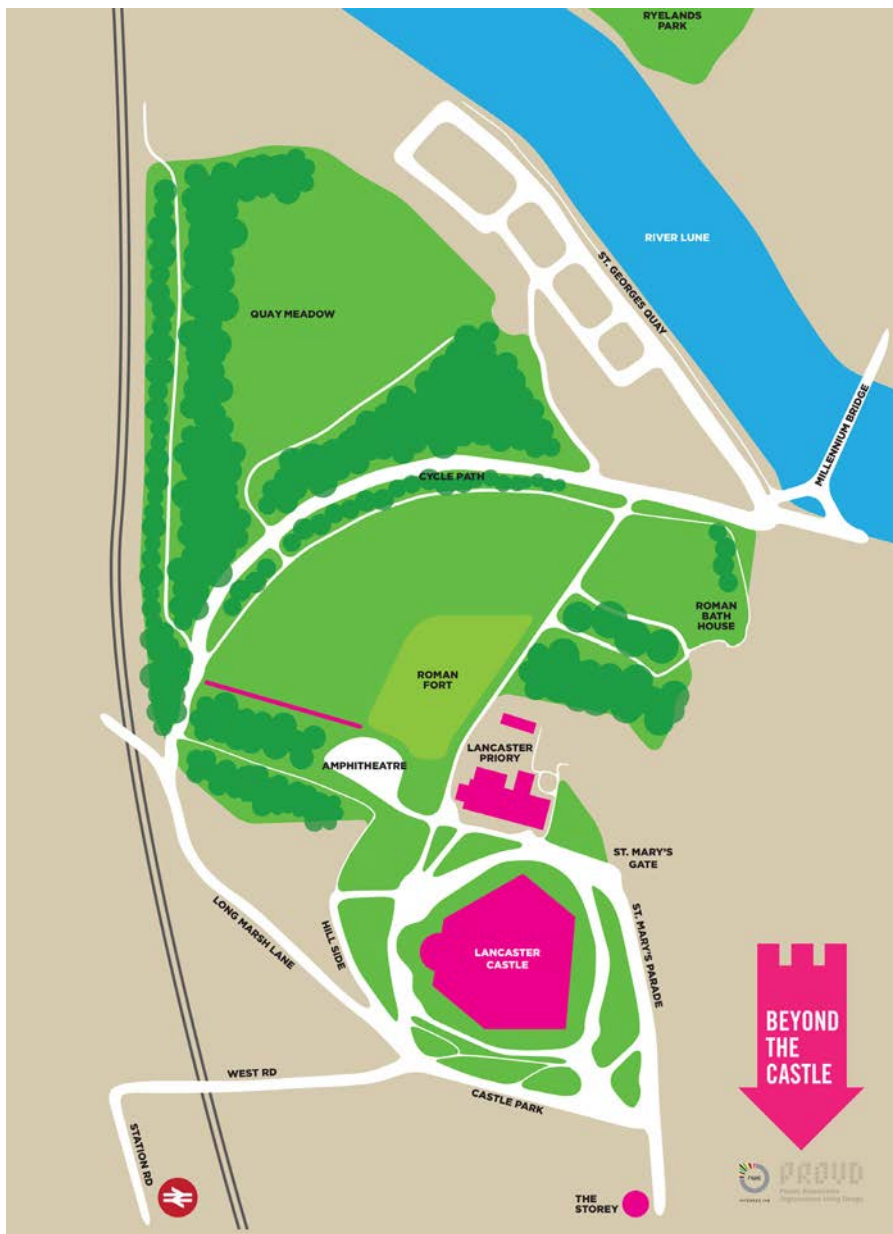 RYELANDS
PARK
RIVER LUNE
ST. GEORGES QUAY
QUAY MEADOW
MILLENNIUM BRIDGE
CYCLE PATH
ROMAN
BATH
HOUSE
ROMAN
FORT
LANCASTER
PRIORY
AMPHITHEATRE
ST. MARY'S
GATE
LONG MARSH LANE
HILL SIDE
LANCASTER
CASTLE
ST. MARY'S PARADE
BEYOND
THE
CASTLE
WEST RD
CASTLE PARK
STATION RD
PROUD
THE
STOREY